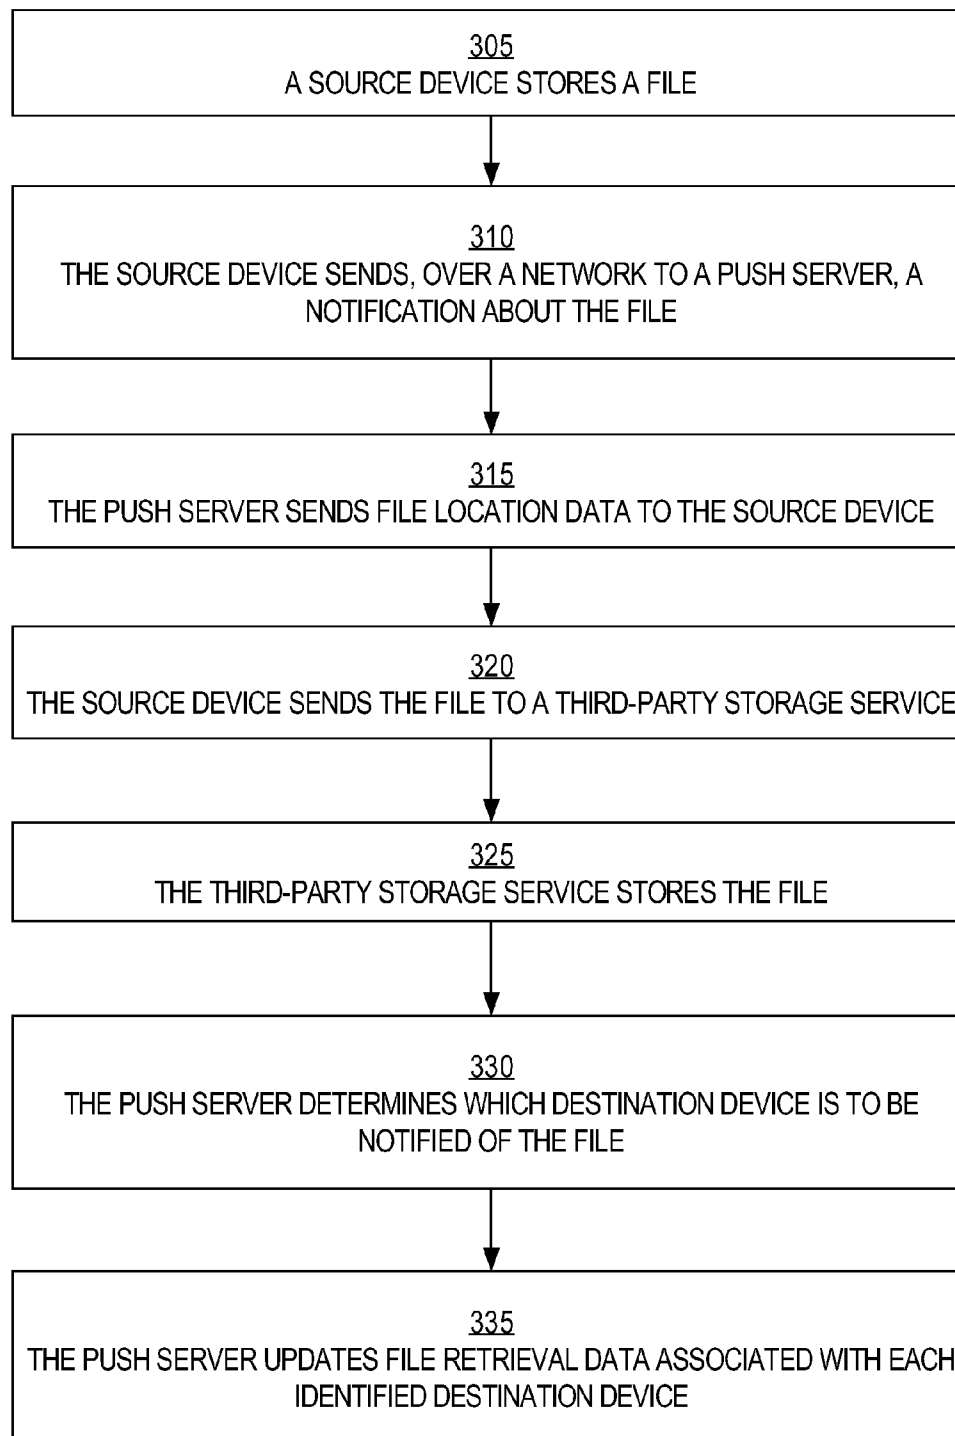 305
A SOURCE DEVICE STORES A FILE
310
THE SOURCE DEVICE SENDS, OVER A NETWORK TO A PUSH SERVER, A
NOTIFICATION ABOUT THE FILE
315
THE PUSH SERVER SENDS FILE LOCATION DATA TO THE SOURCE DEVICE
320
THE SOURCE DEVICE SENDS THE FILE TO A THIRD-PARTY STORAGE SERVICE
325
THE THIRD-PARTY STORAGE SERVICE STORES THE FILE
330
THE PUSH SERVER DETERMINES WHICH DESTINATION DEVICE IS TO BE
NOTIFIED OF THE FILE
335
THE PUSH SERVER UPDATES FILE RETRIEVAL DATA ASSOCIATED WITH EACH
IDENTIFIED DESTINATION DEVICE